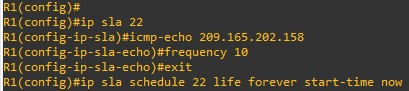 R1(config)#
R1(config)#ip sla 22
R1(config-ip-sla)#icmp-echo 209.165.202.158
R1(config-ip-sla-echo)#frequency 10
R1(config-ip-sla-echo)#exit
R1(config)#ip sla schedule 22 life forever start-time now